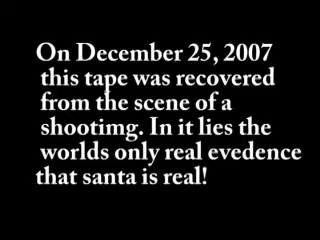 On December 25, 2007
this tape was recovered
from the scene of a
shootimg. In it lies the
worlds only real evedence
that santa is real!